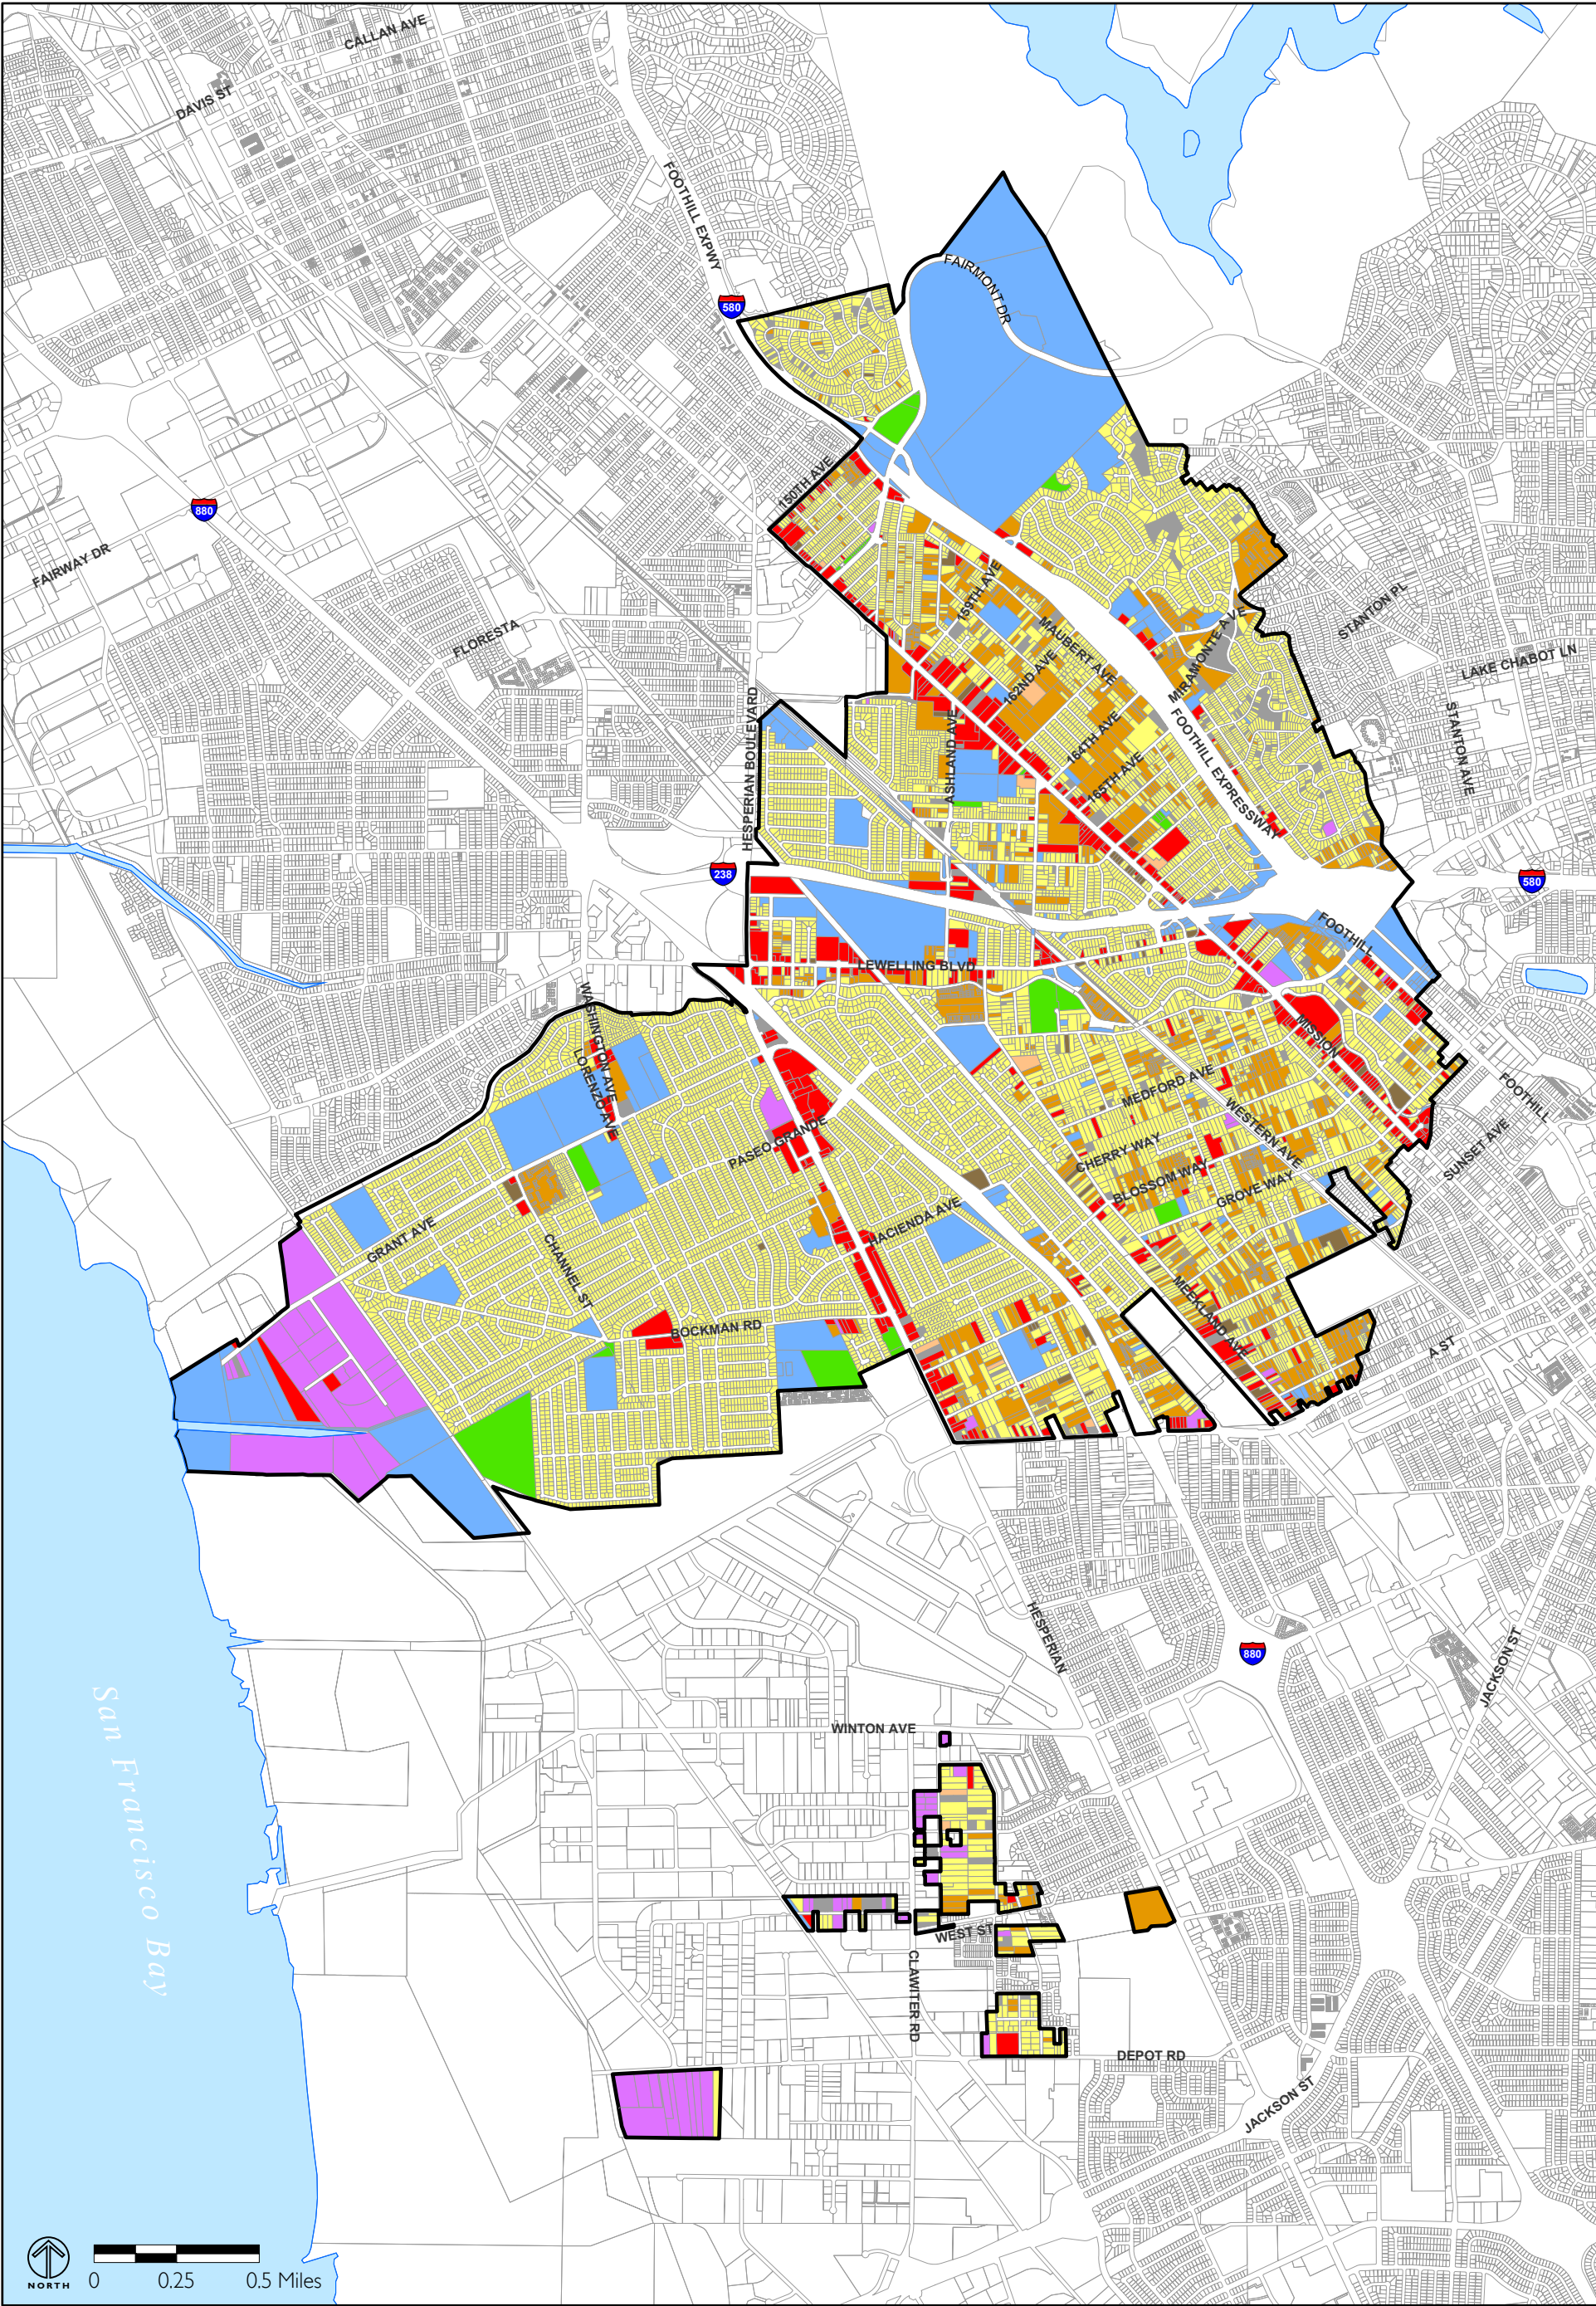 CALLAN AVE
DAVIS ST
FOOTHILL EXPWY
FAIRMONT DR
580
150TH AVE
880
FAIRWAY DR
159TH AVE
STANTON PL
FLORESTA
MAUBERT AVE
MIRAMONTE AVE
LAKE CHABOT LN
162ND AVE
HESPERIAN BOULEVARD
STANTON AVE
164TH AVE
FOOTHILL EXPRESSWAY
ASHLAND AVE
165TH AVE
238
580
FOOTHILL
LEWELLING BLVD
WASHINGTON AVE
MISSION
LORENZO AVE
MEDFORD AVE
FOOTHILL
WESTERN AVE
PASEO GRANDE
CHERRY WAY
SUNSET AVE
BLOSSOM WAY
GROVE WAY
HACIENDA AVE
GRANT AVE
CHANNEL ST
MEEKLAND AVE
BOCKMAN RD
A ST
HESPERIAN
880
JACKSON ST
San Francisco Bay
WINTON AVE
WEST ST
CLAWITER RD
DEPOT RD
JACKSON ST
NORTH
0 0.25 0.5 Miles